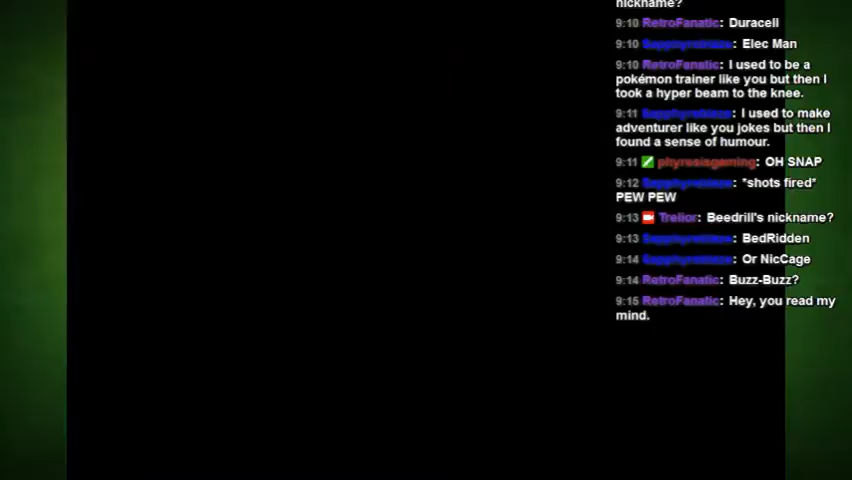 nickname?
9:10 RetroFanatic: Duracell
9:10 : Elec Man
9:10 RetroFanatic: I used to be a
pokémon trainer like you but then I
took a hyper beam to the knee.
9:11 : I used to make
adventurer like you jokes but then I
found a sense of humour.
9:11 phyrexisgaming: OH SNAP
9:12 : *shots fired*
PEW PEW
9:13 Trelior: Beedrill's nickname?
9:13 : BedRidden
9:14 : Or NicCage
9:14 RetroFanatic: Buzz-Buzz?
9:15 RetroFanatic: Hey, you read my
mind.